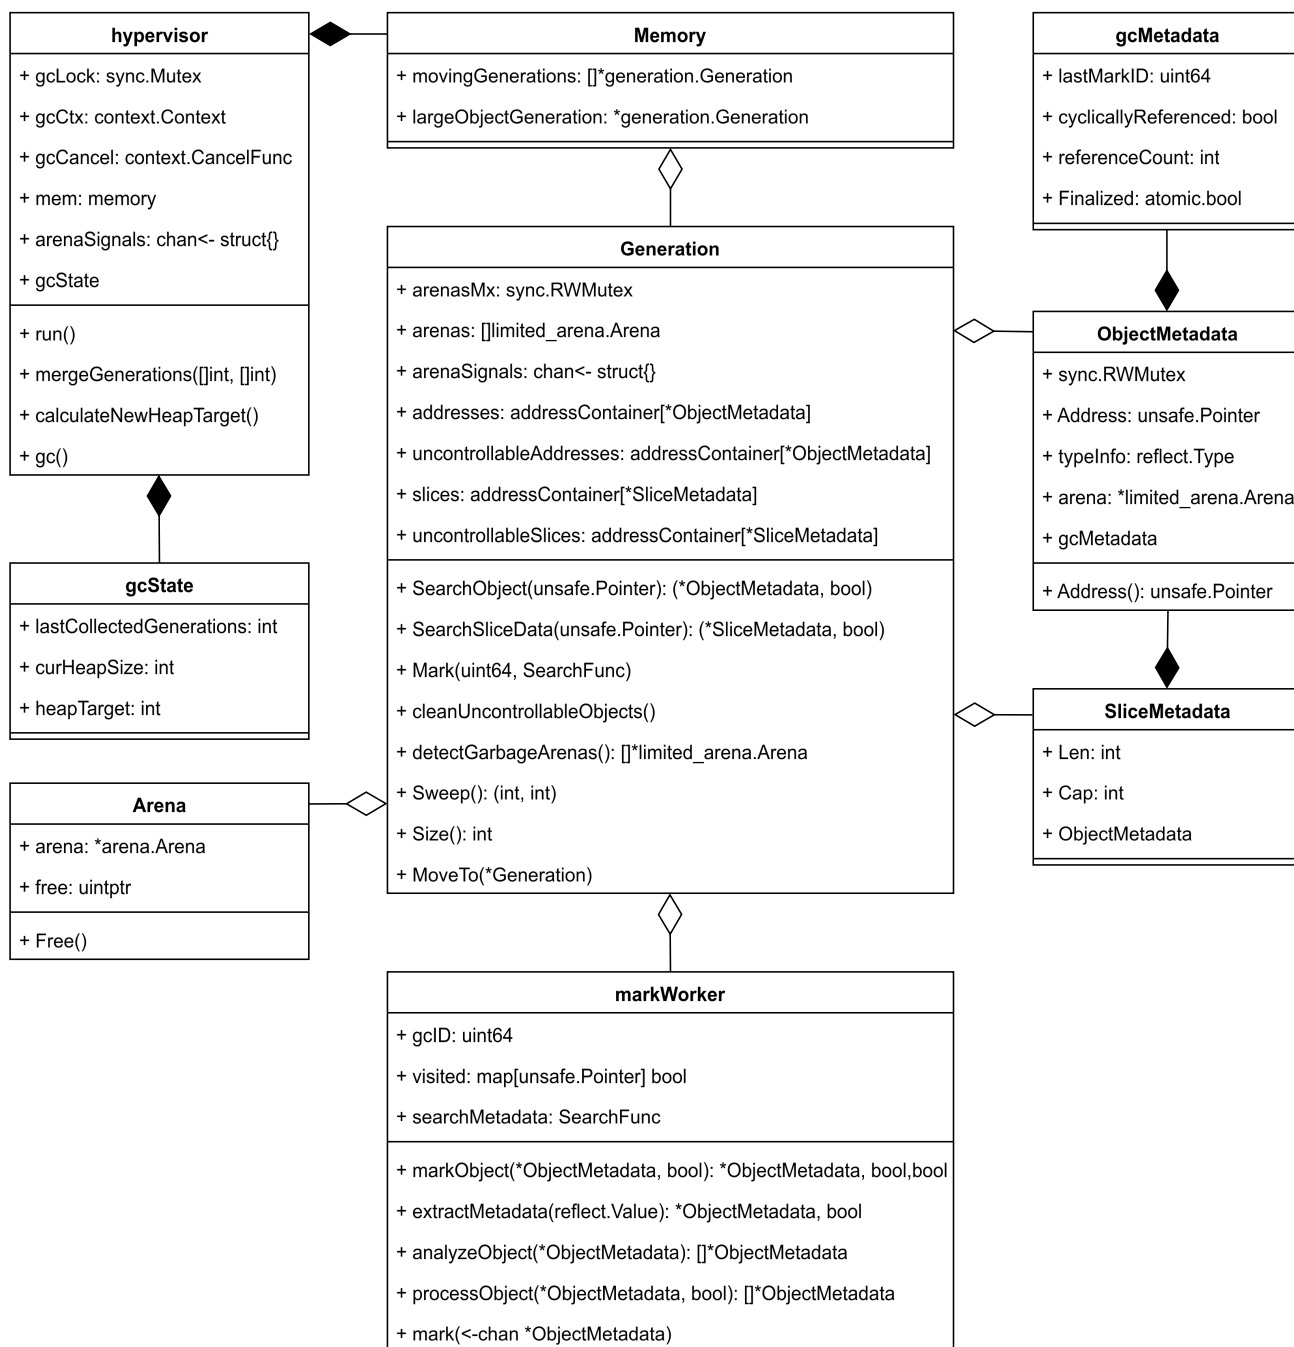 hypervisor
+ gcLock: sync.Mutex
+ gcCtx: context.Context
+ gcCancel: context.CancelFunc
+ mem: memory
+ arenaSignals: chan<- struct{}
+ gcState
+ run()
+ mergeGenerations([]int, []int)
+ calculateNewHeapTarget()
+ gc()
gcState
+ lastCollectedGenerations: int
+ curHeapSize: int
+ heapTarget: int
Arena
+ arena: *arena.Arena
+ free: uintptr
+ Free()
Memory
+ movingGenerations: []*generation.Generation
+ largeObjectGeneration: *generation.Generation
Generation
+ arenasMx: sync.RWMutex
+ arenas: []limited_arena.Arena
+ arenaSignals: chan<- struct{}
+ addresses: addressContainer[*ObjectMetadata]
+ uncontrollableAddresses: addressContainer[*ObjectMetadata]
+ slices: addressContainer[*SliceMetadata]
+ uncontrollableSlices: addressContainer[*SliceMetadata]
+ SearchObject(unsafe.Pointer): (*ObjectMetadata, bool)
+ SearchSliceData(unsafe.Pointer): (*SliceMetadata, bool)
+ Mark(uint64, SearchFunc)
+ cleanUncontrollableObjects()
+ detectGarbageArenas(): []*limited_arena.Arena
+ Sweep(): (int, int)
+ Size(): int
+ MoveTo(*Generation)
markWorker
+ gcID: uint64
+ visited: map[unsafe.Pointer] bool
+ searchMetadata: SearchFunc
+ markObject(*ObjectMetadata, bool): *ObjectMetadata, bool,bool
+ extractMetadata(reflect.Value): *ObjectMetadata, bool
+ analyzeObject(*ObjectMetadata): []*ObjectMetadata
+ processObject(*ObjectMetadata, bool): []*ObjectMetadata
+ mark(<-chan *ObjectMetadata)
gcMetadata
+ lastMarkID: uint64
+ cyclicallyReferenced: bool
+ referenceCount: int
+ Finalized: atomic.bool
ObjectMetadata
+ sync.RWMutex
+ Address: unsafe.Pointer
+ typeInfo: reflect.Type
+ arena: *limited_arena.Arena
+ gcMetadata
+ Address(): unsafe.Pointer
SliceMetadata
+ Len: int
+ Cap: int
+ ObjectMetadata